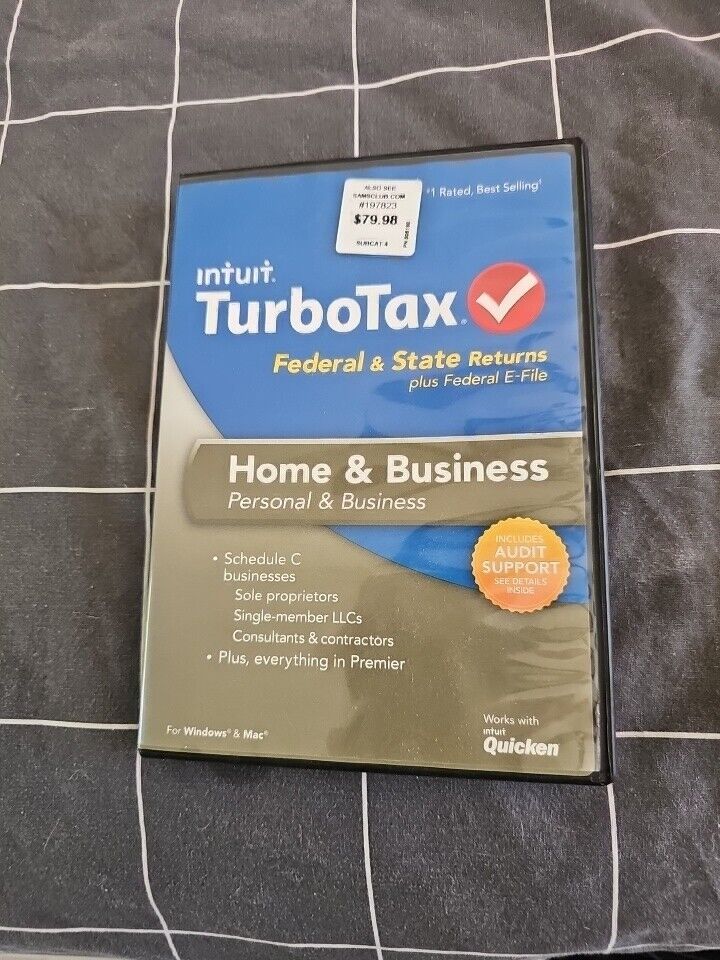 ALSO SEE
SAMSCLUB.COM
#197823
$79.98
SUBCAT 4
#1 Rated, Best Selling†
intuit.
TurboTax®
Federal & State Returns
plus Federal E-File
Home & Business
Personal & Business
INCLUDES
AUDIT
SUPPORT
SEE DETAILS
INSIDE
• Schedule C
businesses
Sole proprietors
Single-member LLCs
Consultants & contractors
• Plus, everything in Premier
For Windows® & Mac®
Works with
intuit
Quicken